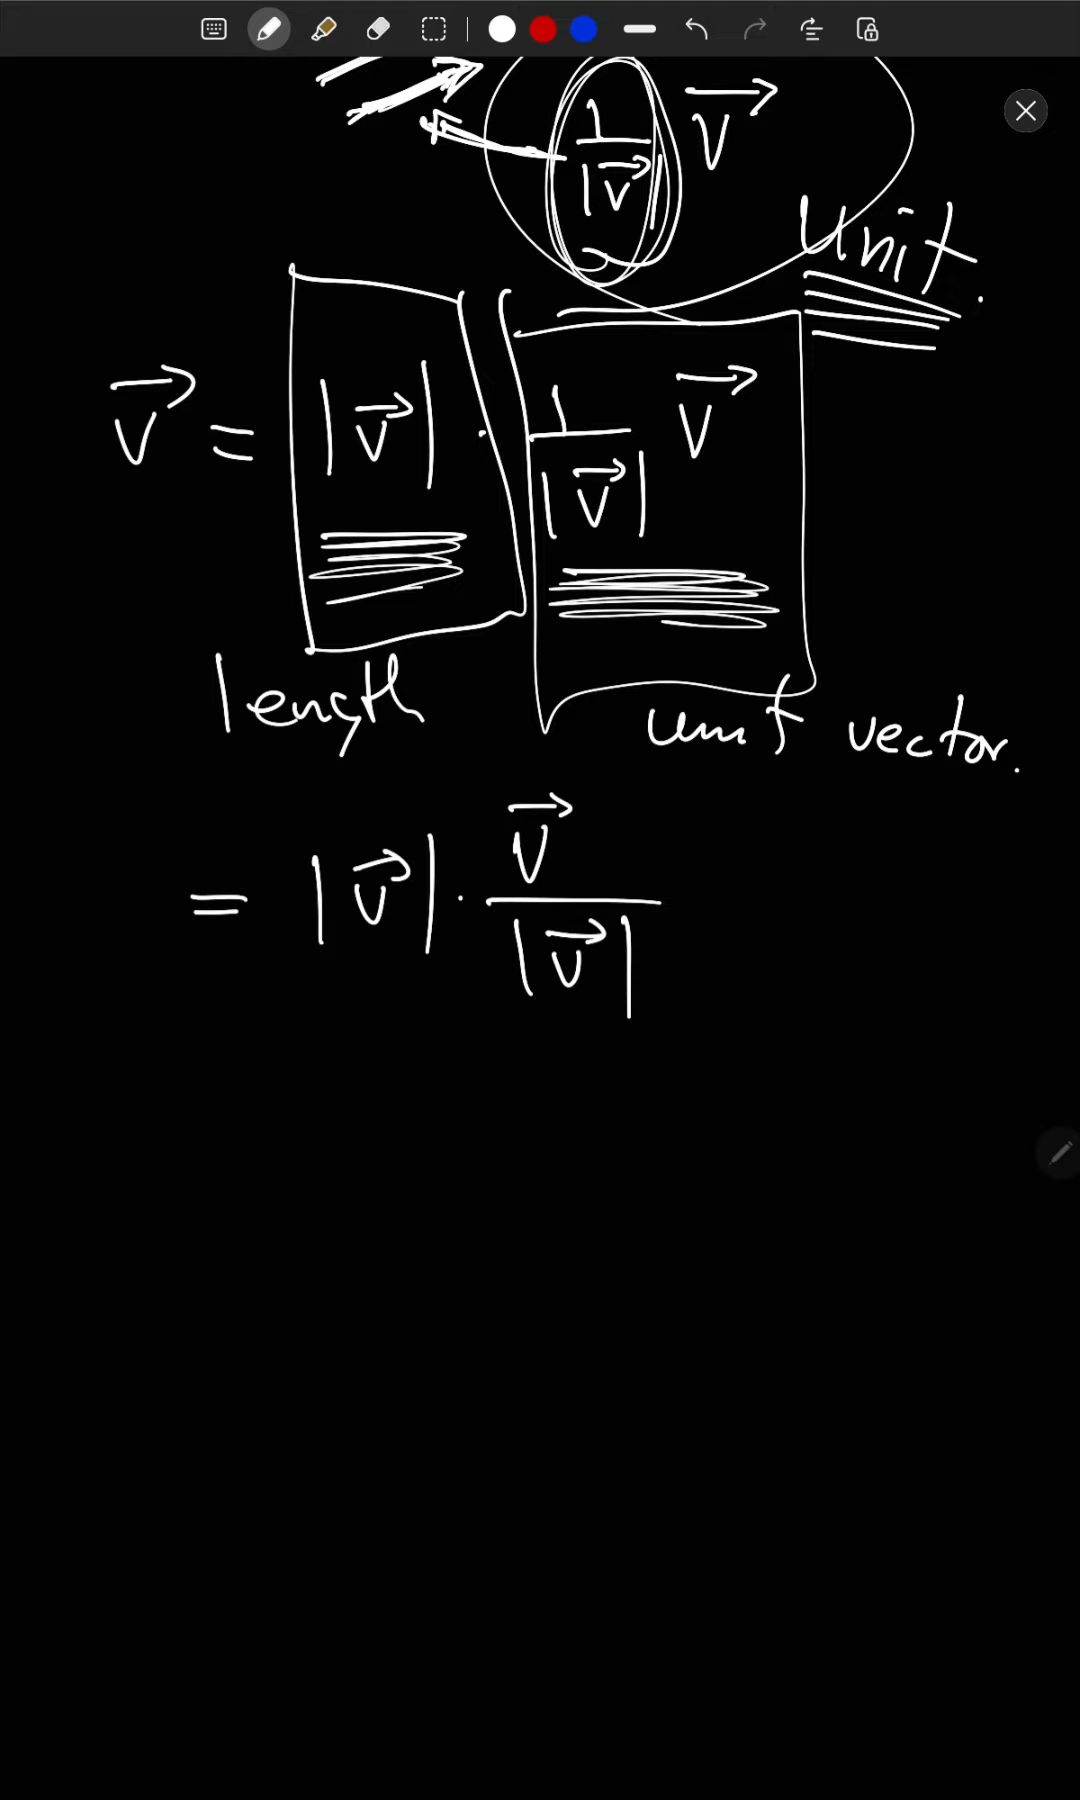 1/|v⃗| v⃗
Unit.
v⃗ = |v⃗| · 1/|v⃗| v⃗
length unit vector.
= |v⃗| · v⃗/|v⃗|